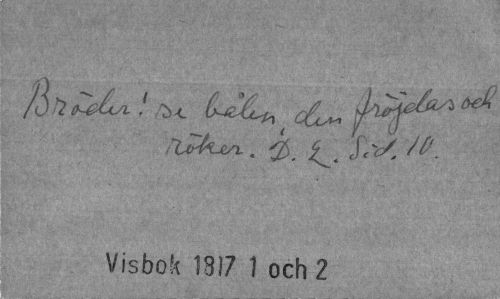 Bröder! se bålen, den fröjdas och
röker. D. E. Sid. 10.
Visbok 1817 1 och 2